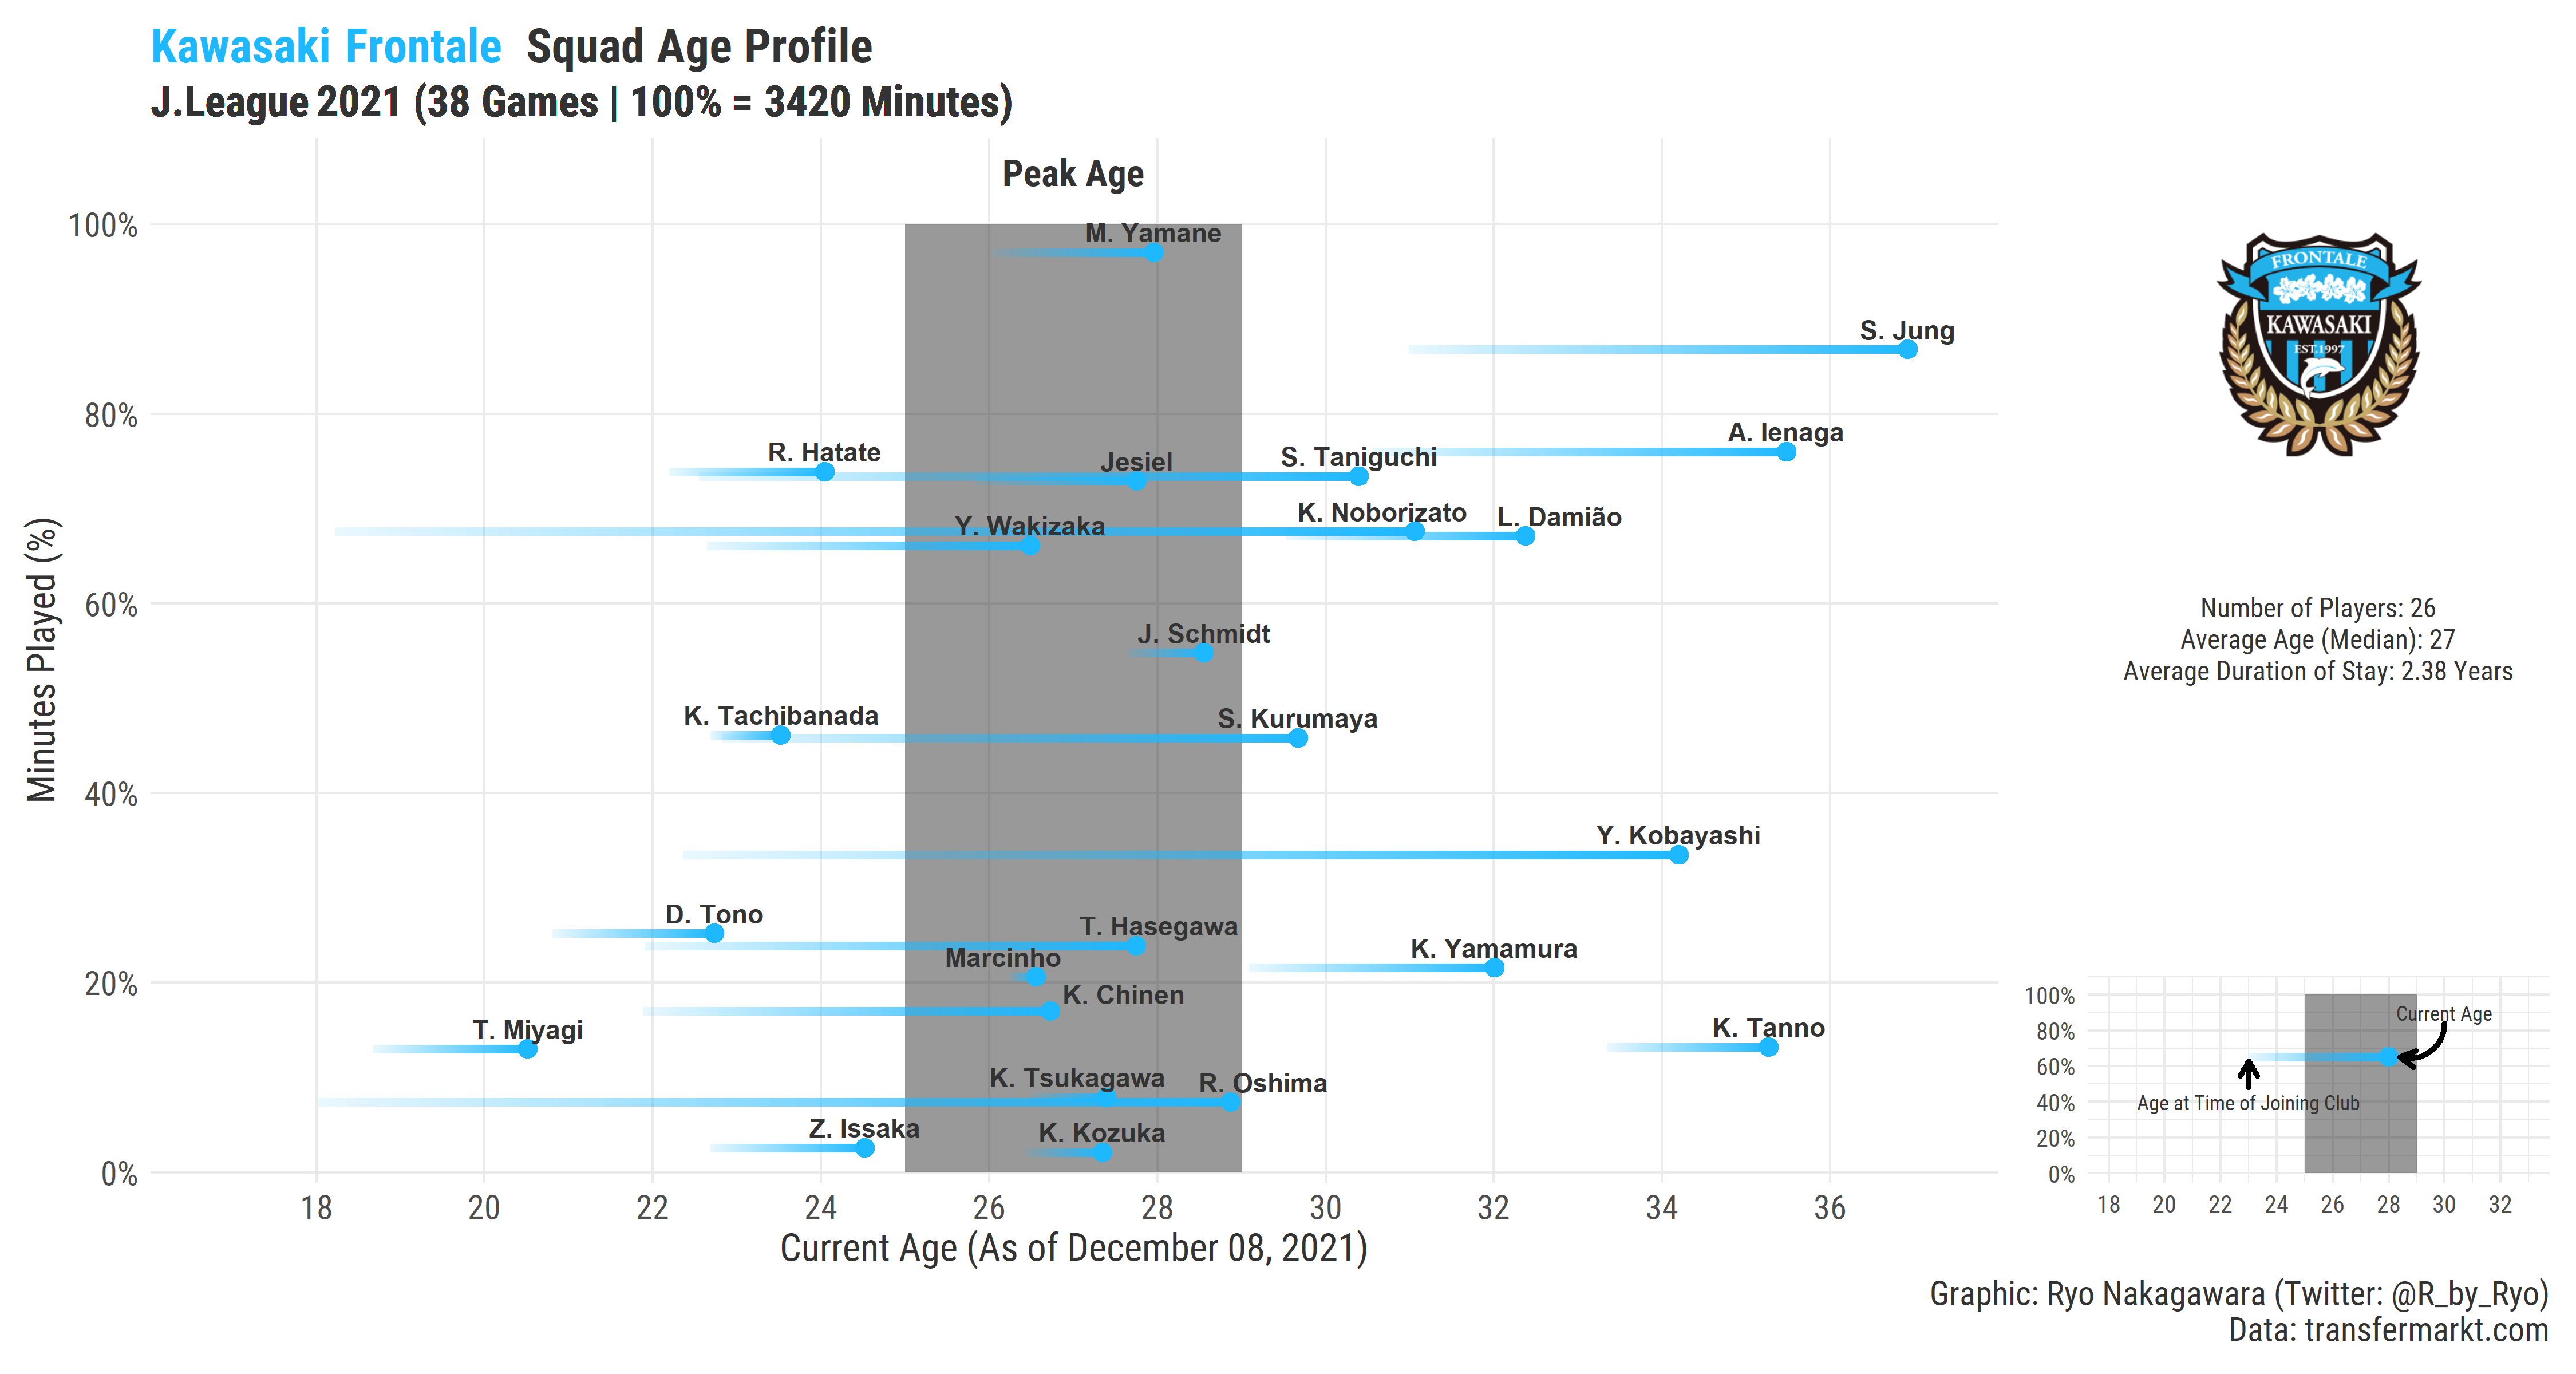 Kawasaki Frontale Squad Age Profile
J.League 2021 (38 Games | 100% = 3420 Minutes)
Peak Age
Minutes Played (%)
100%
80%
60%
40%
20%
0%
M. Yamane
S. Jung
A. Ienaga
R. Hatate
Jesiel
S. Taniguchi
K. Noborizato
L. Damião
Y. Wakizaka
J. Schmidt
K. Tachibanada
S. Kurumaya
Y. Kobayashi
D. Tono
T. Hasegawa
Marcinho
K. Yamamura
K. Chinen
T. Miyagi
K. Tanno
K. Tsukagawa
R. Oshima
Z. Issaka
K. Kozuka
18 20 22 24 26 28 30 32 34 36
Current Age (As of December 08, 2021)
FRONTALE
KAWASAKI
EST.1997
Number of Players: 26
Average Age (Median): 27
Average Duration of Stay: 2.38 Years
100%
80%
60%
40%
20%
0%
Current Age
Age at Time of Joining Club
18 20 22 24 26 28 30 32
Graphic: Ryo Nakagawara (Twitter: @R_by_Ryo)
Data: transfermarkt.com